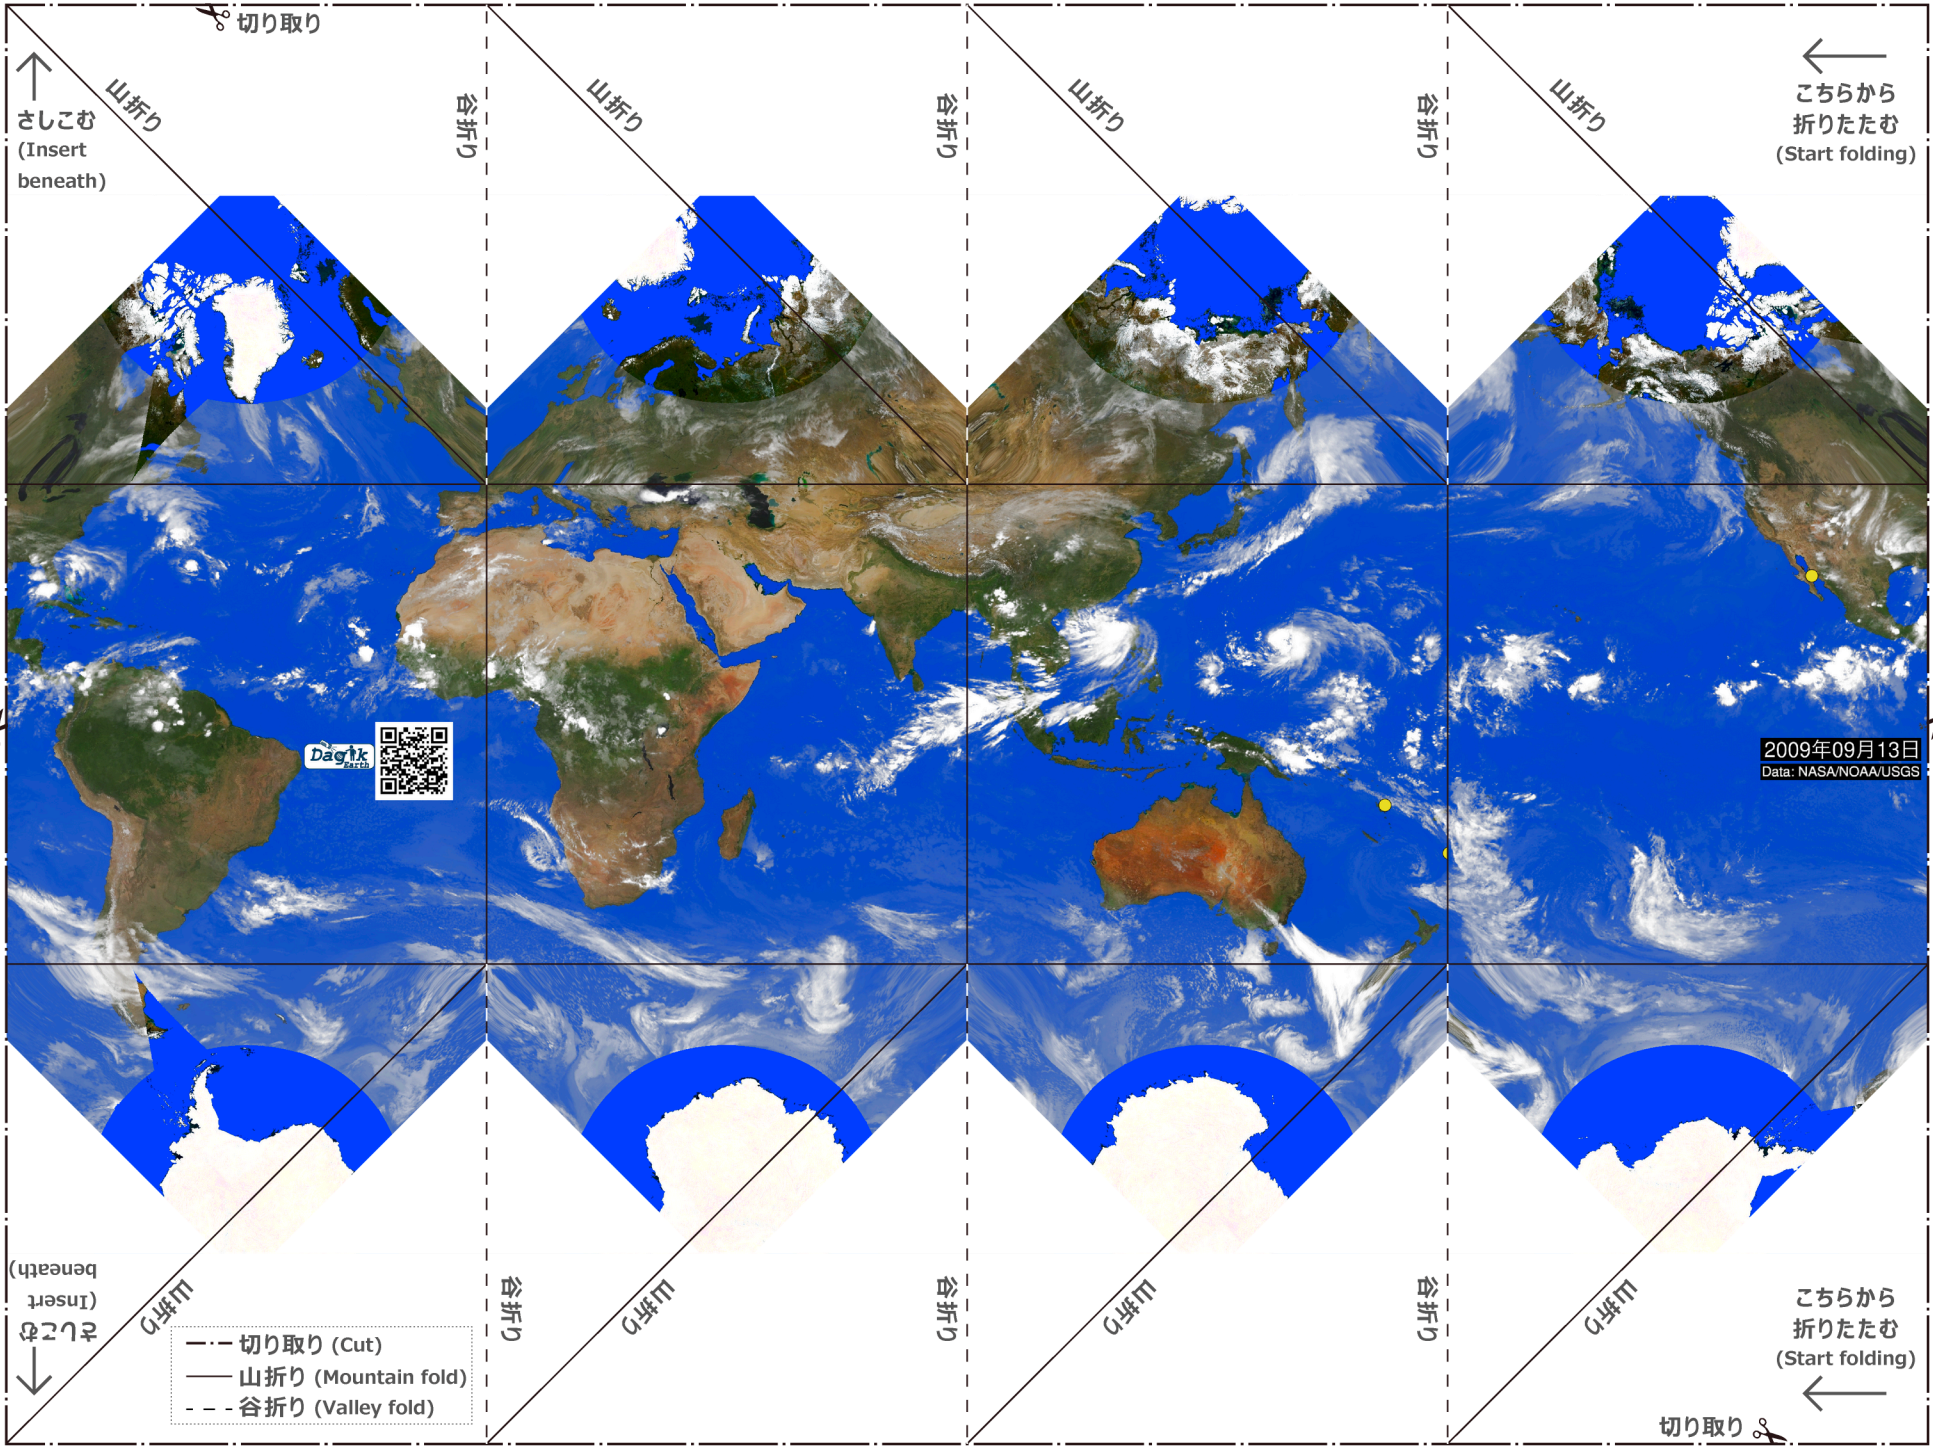 切り取り
山折り
谷折り
山折り
谷折り
山折り
谷折り
山折り
さしこむ
(Insert
beneath)
こちらから
折りたたむ
(Start folding)
Dagik
Earth
2009年09月13日
Data: NASA/NOAA/USGS
さしこむ
(Insert
beneath)
山折り
谷折り
山折り
谷折り
山折り
谷折り
山折り
こちらから
折りたたむ
(Start folding)
切り取り (Cut)
山折り (Mountain fold)
谷折り (Valley fold)
切り取り